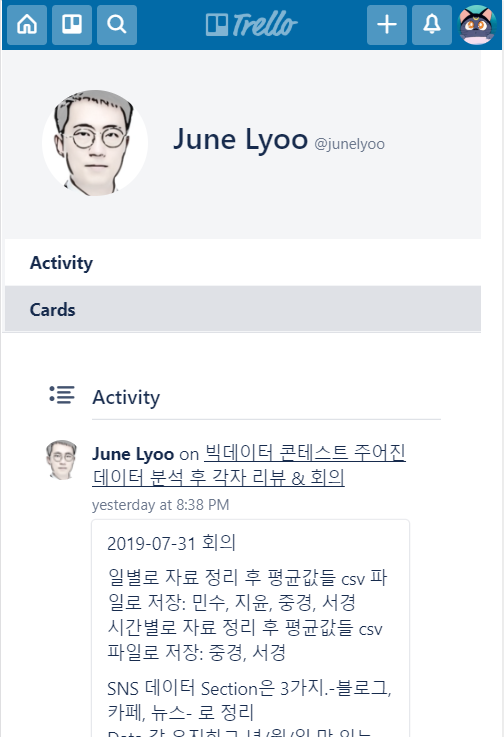 Trello
June Lyoo @junelyoo
Activity
Cards
Activity
June Lyoo on 빅데이터 콘테스트 주어진
데이터 분석 후 각자 리뷰 & 회의
yesterday at 8:38 PM
2019-07-31 회의
일별로 자료 정리 후 평균값들 csv 파
일로 저장: 민수, 지윤, 중경, 서경
시간별로 자료 정리 후 평균값들 csv
파일로 저장: 중경, 서경
SNS 데이터 Section은 3가지.-블로그,
카페, 뉴스- 로 정리